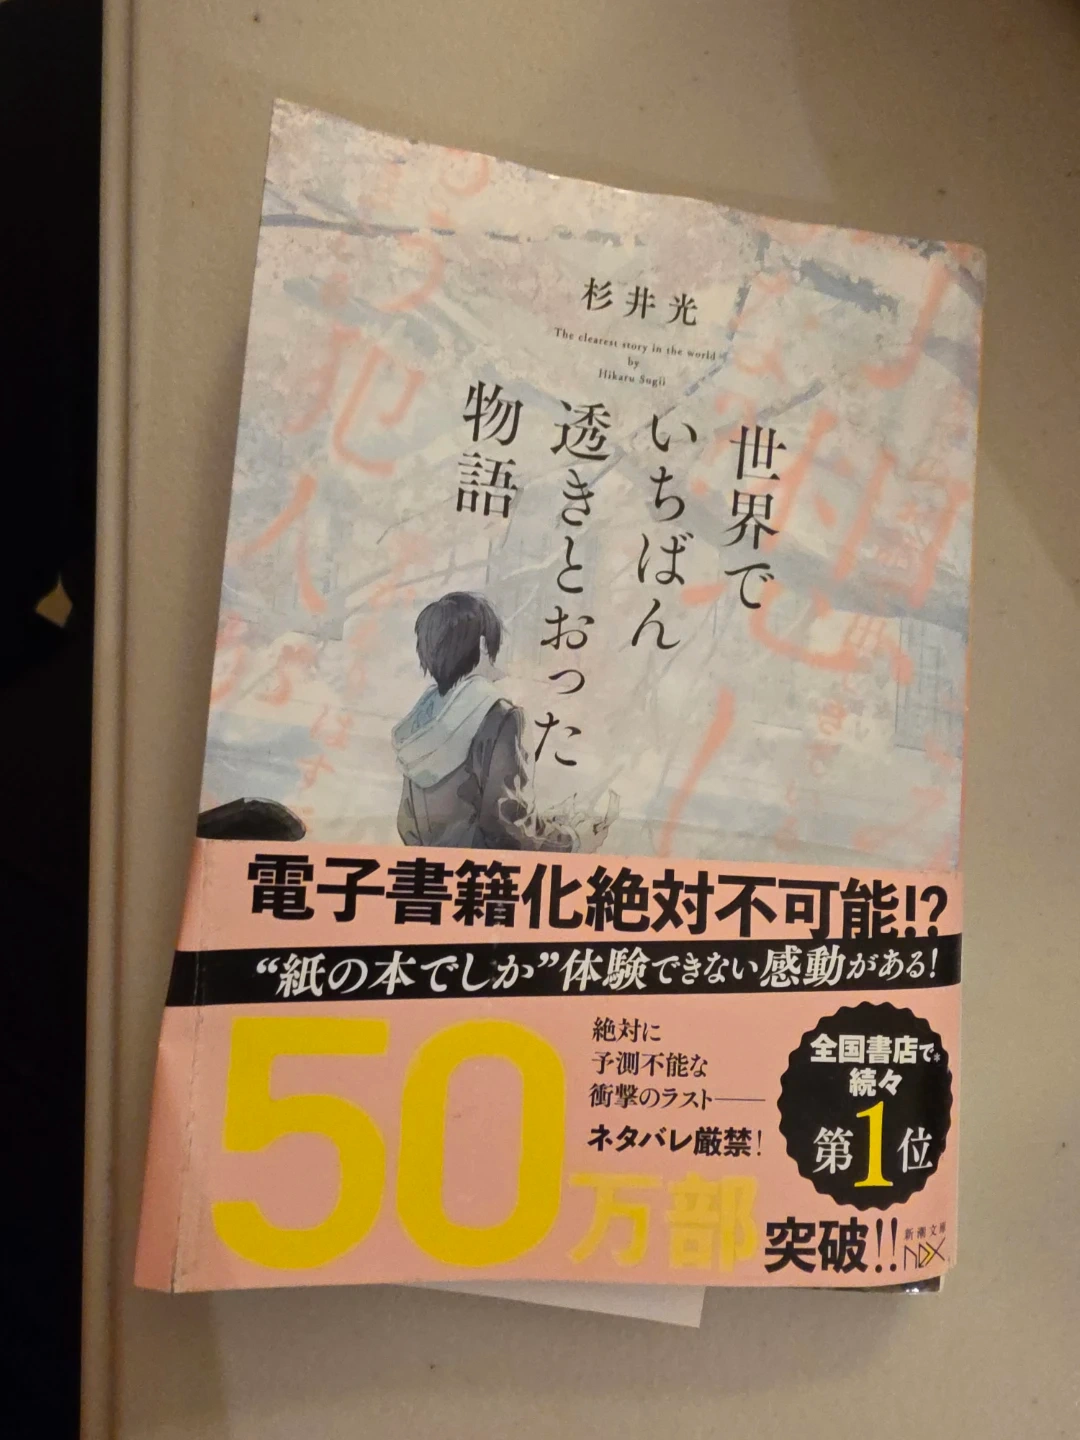 杉井光
The clearest story in the world
by
Hikaru Sugii
世界で
いちばん
透きとおった
物語
電子書籍化絶対不可能!?
“紙の本でしか”体験できない感動がある!
50万部突破!!
絶対に
予測不能な
衝撃のラスト――
ネタバレ厳禁!
全国書店で*
続々
第1位
新潮文庫
nex